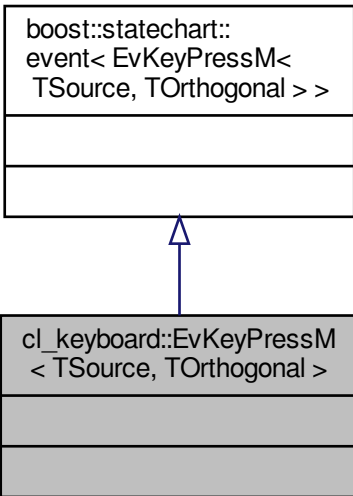 boost::statechart::
event< EvKeyPressM<
TSource, TOrthogonal > >
cl_keyboard::EvKeyPressM
< TSource, TOrthogonal >